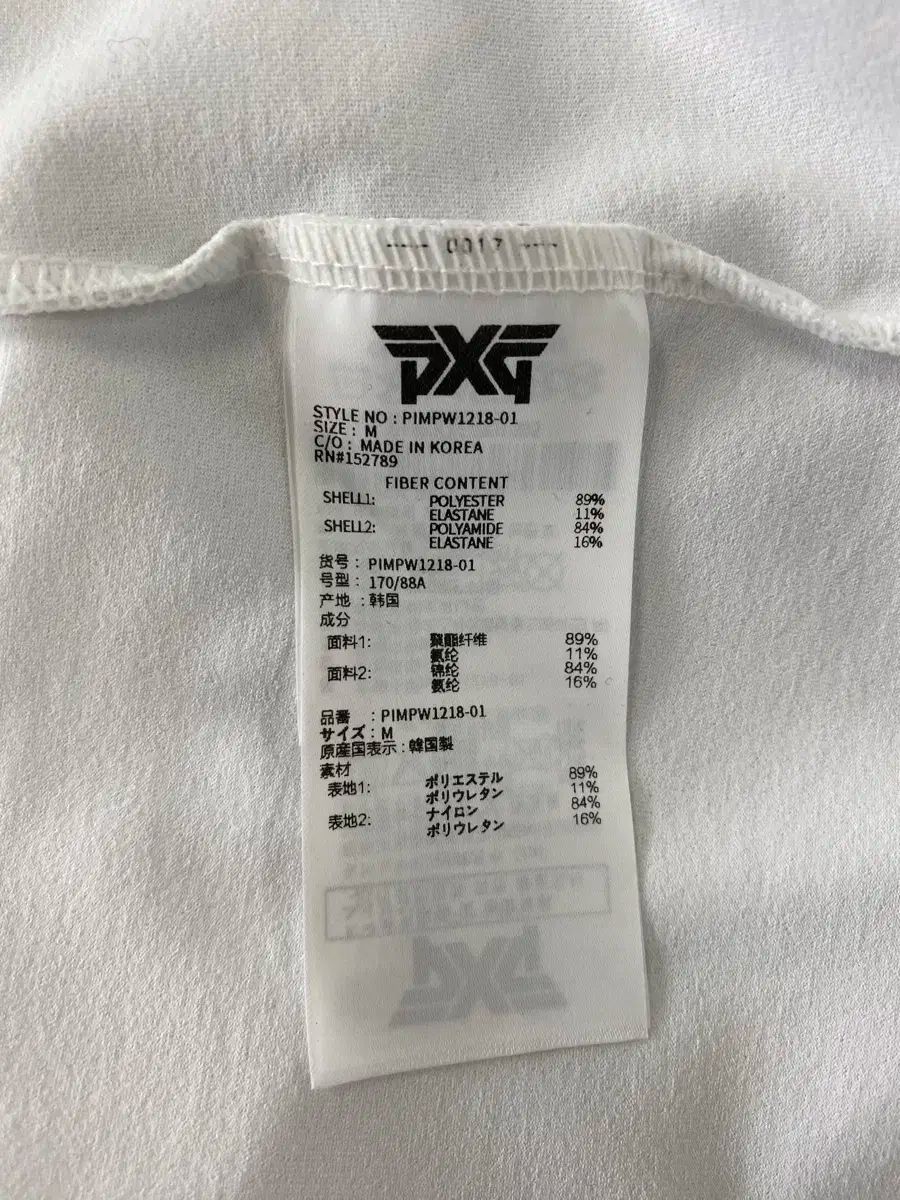 0017
PXG
STYLE NO : PIMPW1218-01
SIZE : M
C/O : MADE IN KOREA
RN#152789
FIBER CONTENT
SHELL1: POLYESTER 89%
ELASTANE 11%
SHELL2: POLYAMIDE 84%
ELASTANE 16%
货号 : PIMPW1218-01
号型 : 170/88A
产地 : 韩国
成分
面料1: 聚酯纤维 89%
氨纶 11%
面料2: 锦纶 84%
氨纶 16%
品番 : PIMPW1218-01
サイズ : M
原産国表示 : 韓国製
素材
表地1: ポリエステル 89%
ポリウレタン 11%
表地2: ナイロン 84%
ポリウレタン 16%